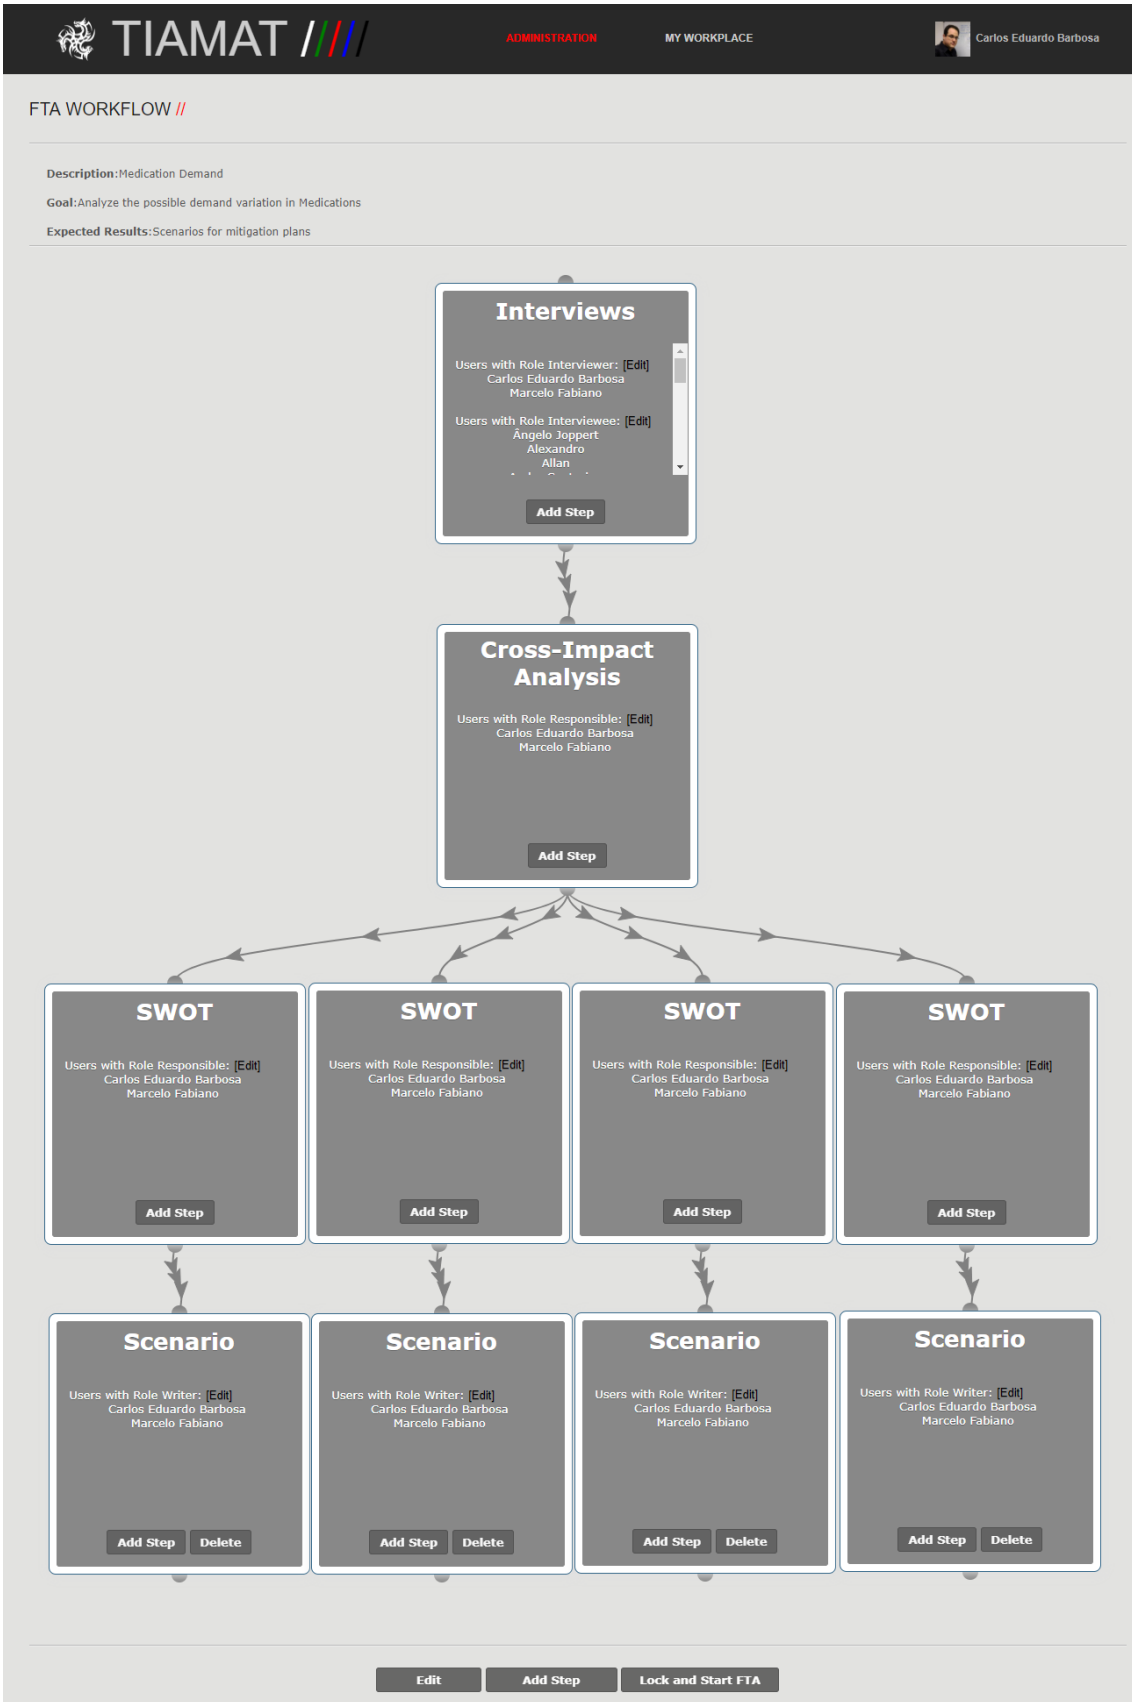 TIAMAT /////
ADMINISTRATION
MY WORKPLACE
Carlos Eduardo Barbosa
FTA WORKFLOW //
Description:Medication Demand
Goal:Analyze the possible demand variation in Medications
Expected Results:Scenarios for mitigation plans
Interviews
Users with Role Interviewer: [Edit]
Carlos Eduardo Barbosa
Marcelo Fabiano
Users with Role Interviewee: [Edit]
Ângelo Joppert
Alexandro
Allan
Add Step
Cross-Impact
Analysis
Users with Role Responsible: [Edit]
Carlos Eduardo Barbosa
Marcelo Fabiano
Add Step
SWOT
Users with Role Responsible: [Edit]
Carlos Eduardo Barbosa
Marcelo Fabiano
Add Step
SWOT
Users with Role Responsible: [Edit]
Carlos Eduardo Barbosa
Marcelo Fabiano
Add Step
SWOT
Users with Role Responsible: [Edit]
Carlos Eduardo Barbosa
Marcelo Fabiano
Add Step
SWOT
Users with Role Responsible: [Edit]
Carlos Eduardo Barbosa
Marcelo Fabiano
Add Step
Scenario
Users with Role Writer: [Edit]
Carlos Eduardo Barbosa
Marcelo Fabiano
Add Step
Delete
Scenario
Users with Role Writer: [Edit]
Carlos Eduardo Barbosa
Marcelo Fabiano
Add Step
Delete
Scenario
Users with Role Writer: [Edit]
Carlos Eduardo Barbosa
Marcelo Fabiano
Add Step
Delete
Scenario
Users with Role Writer: [Edit]
Carlos Eduardo Barbosa
Marcelo Fabiano
Add Step
Delete
Edit
Add Step
Lock and Start FTA